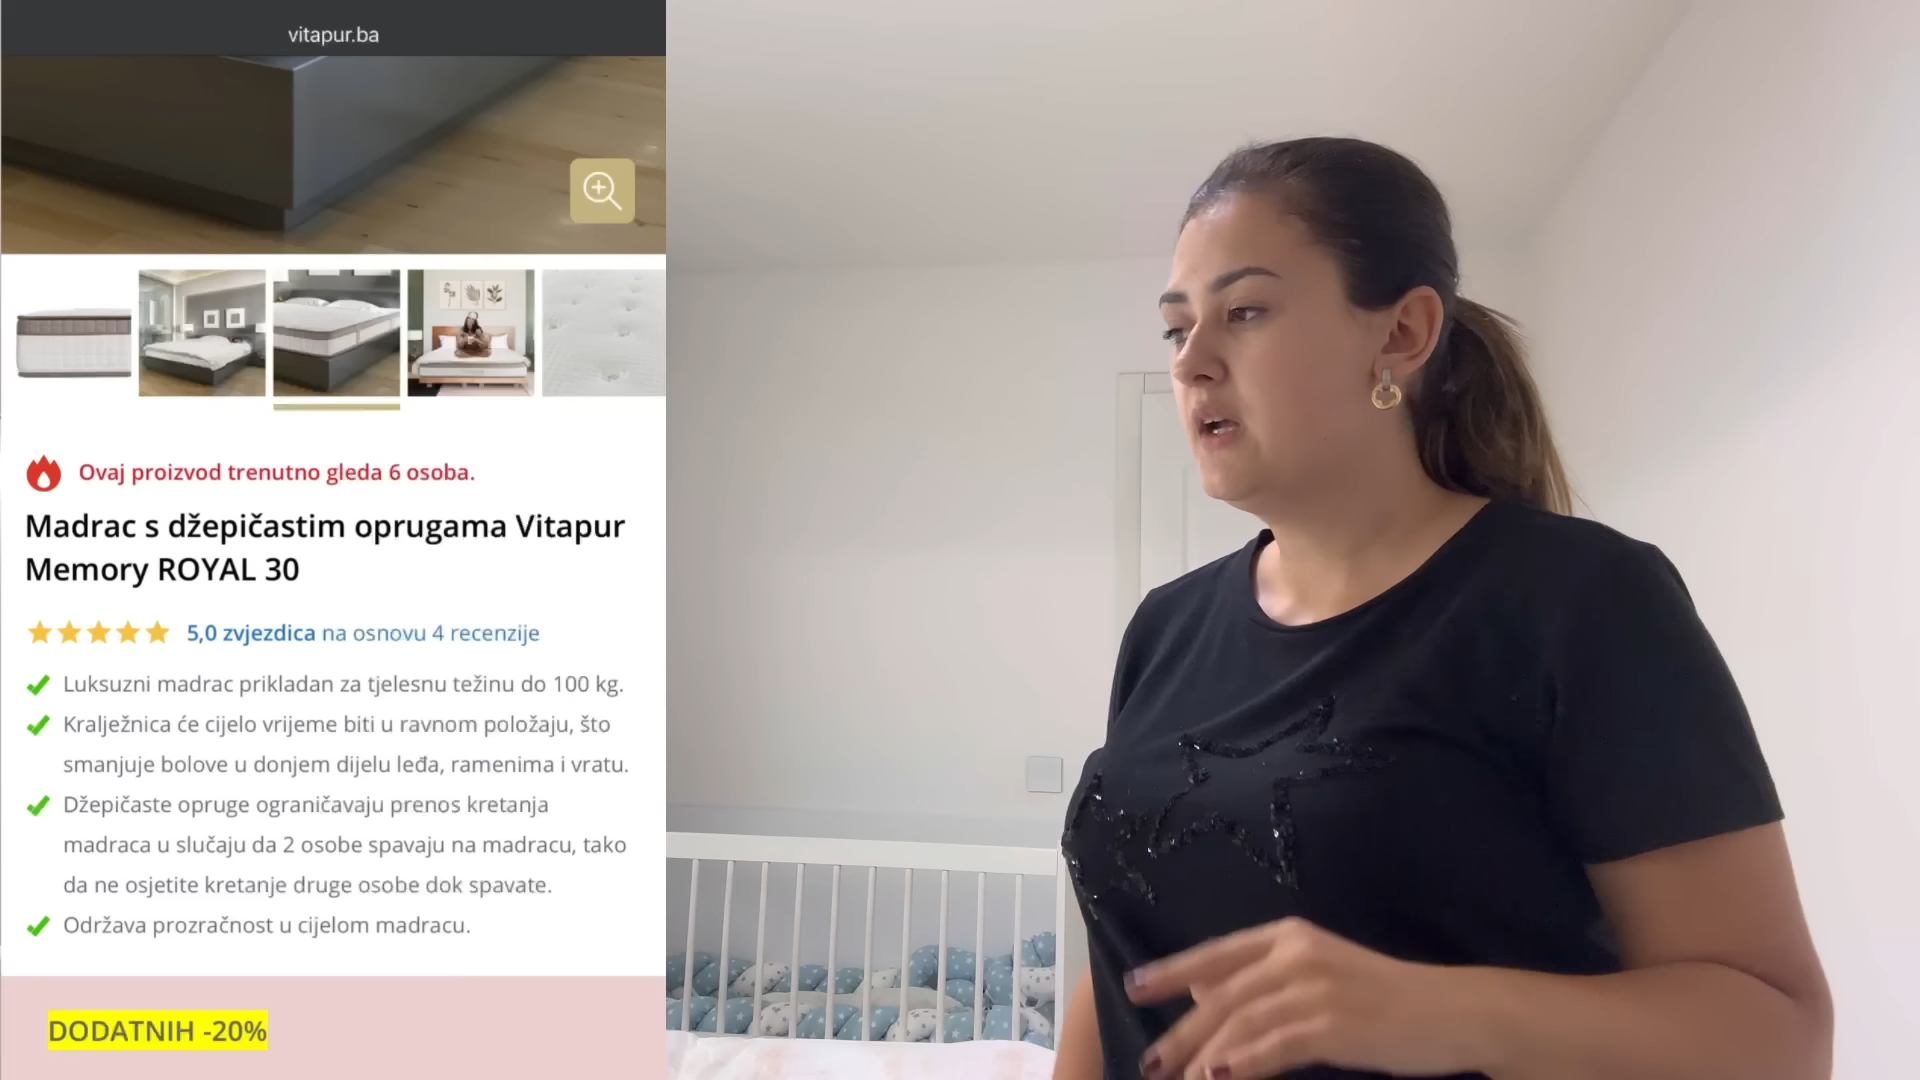 vitapur.ba
Ovaj proizvod trenutno gleda 6 osoba.
Madrac s džepičastim oprugama Vitapur
Memory ROYAL 30
5,0 zvjezdica na osnovu 4 recenzije
Luksuzni madrac prikladan za tjelesnu težinu do 100 kg.
Kralježnica će cijelo vrijeme biti u ravnom položaju, što
smanjuje bolove u donjem dijelu leđa, ramenima i vratu.
Džepičaste opruge ograničavaju prenos kretanja
madraca u slučaju da 2 osobe spavaju na madracu, tako
da ne osjetite kretanje druge osobe dok spavate.
Održava prozračnost u cijelom madracu.
DODATNIH -20%